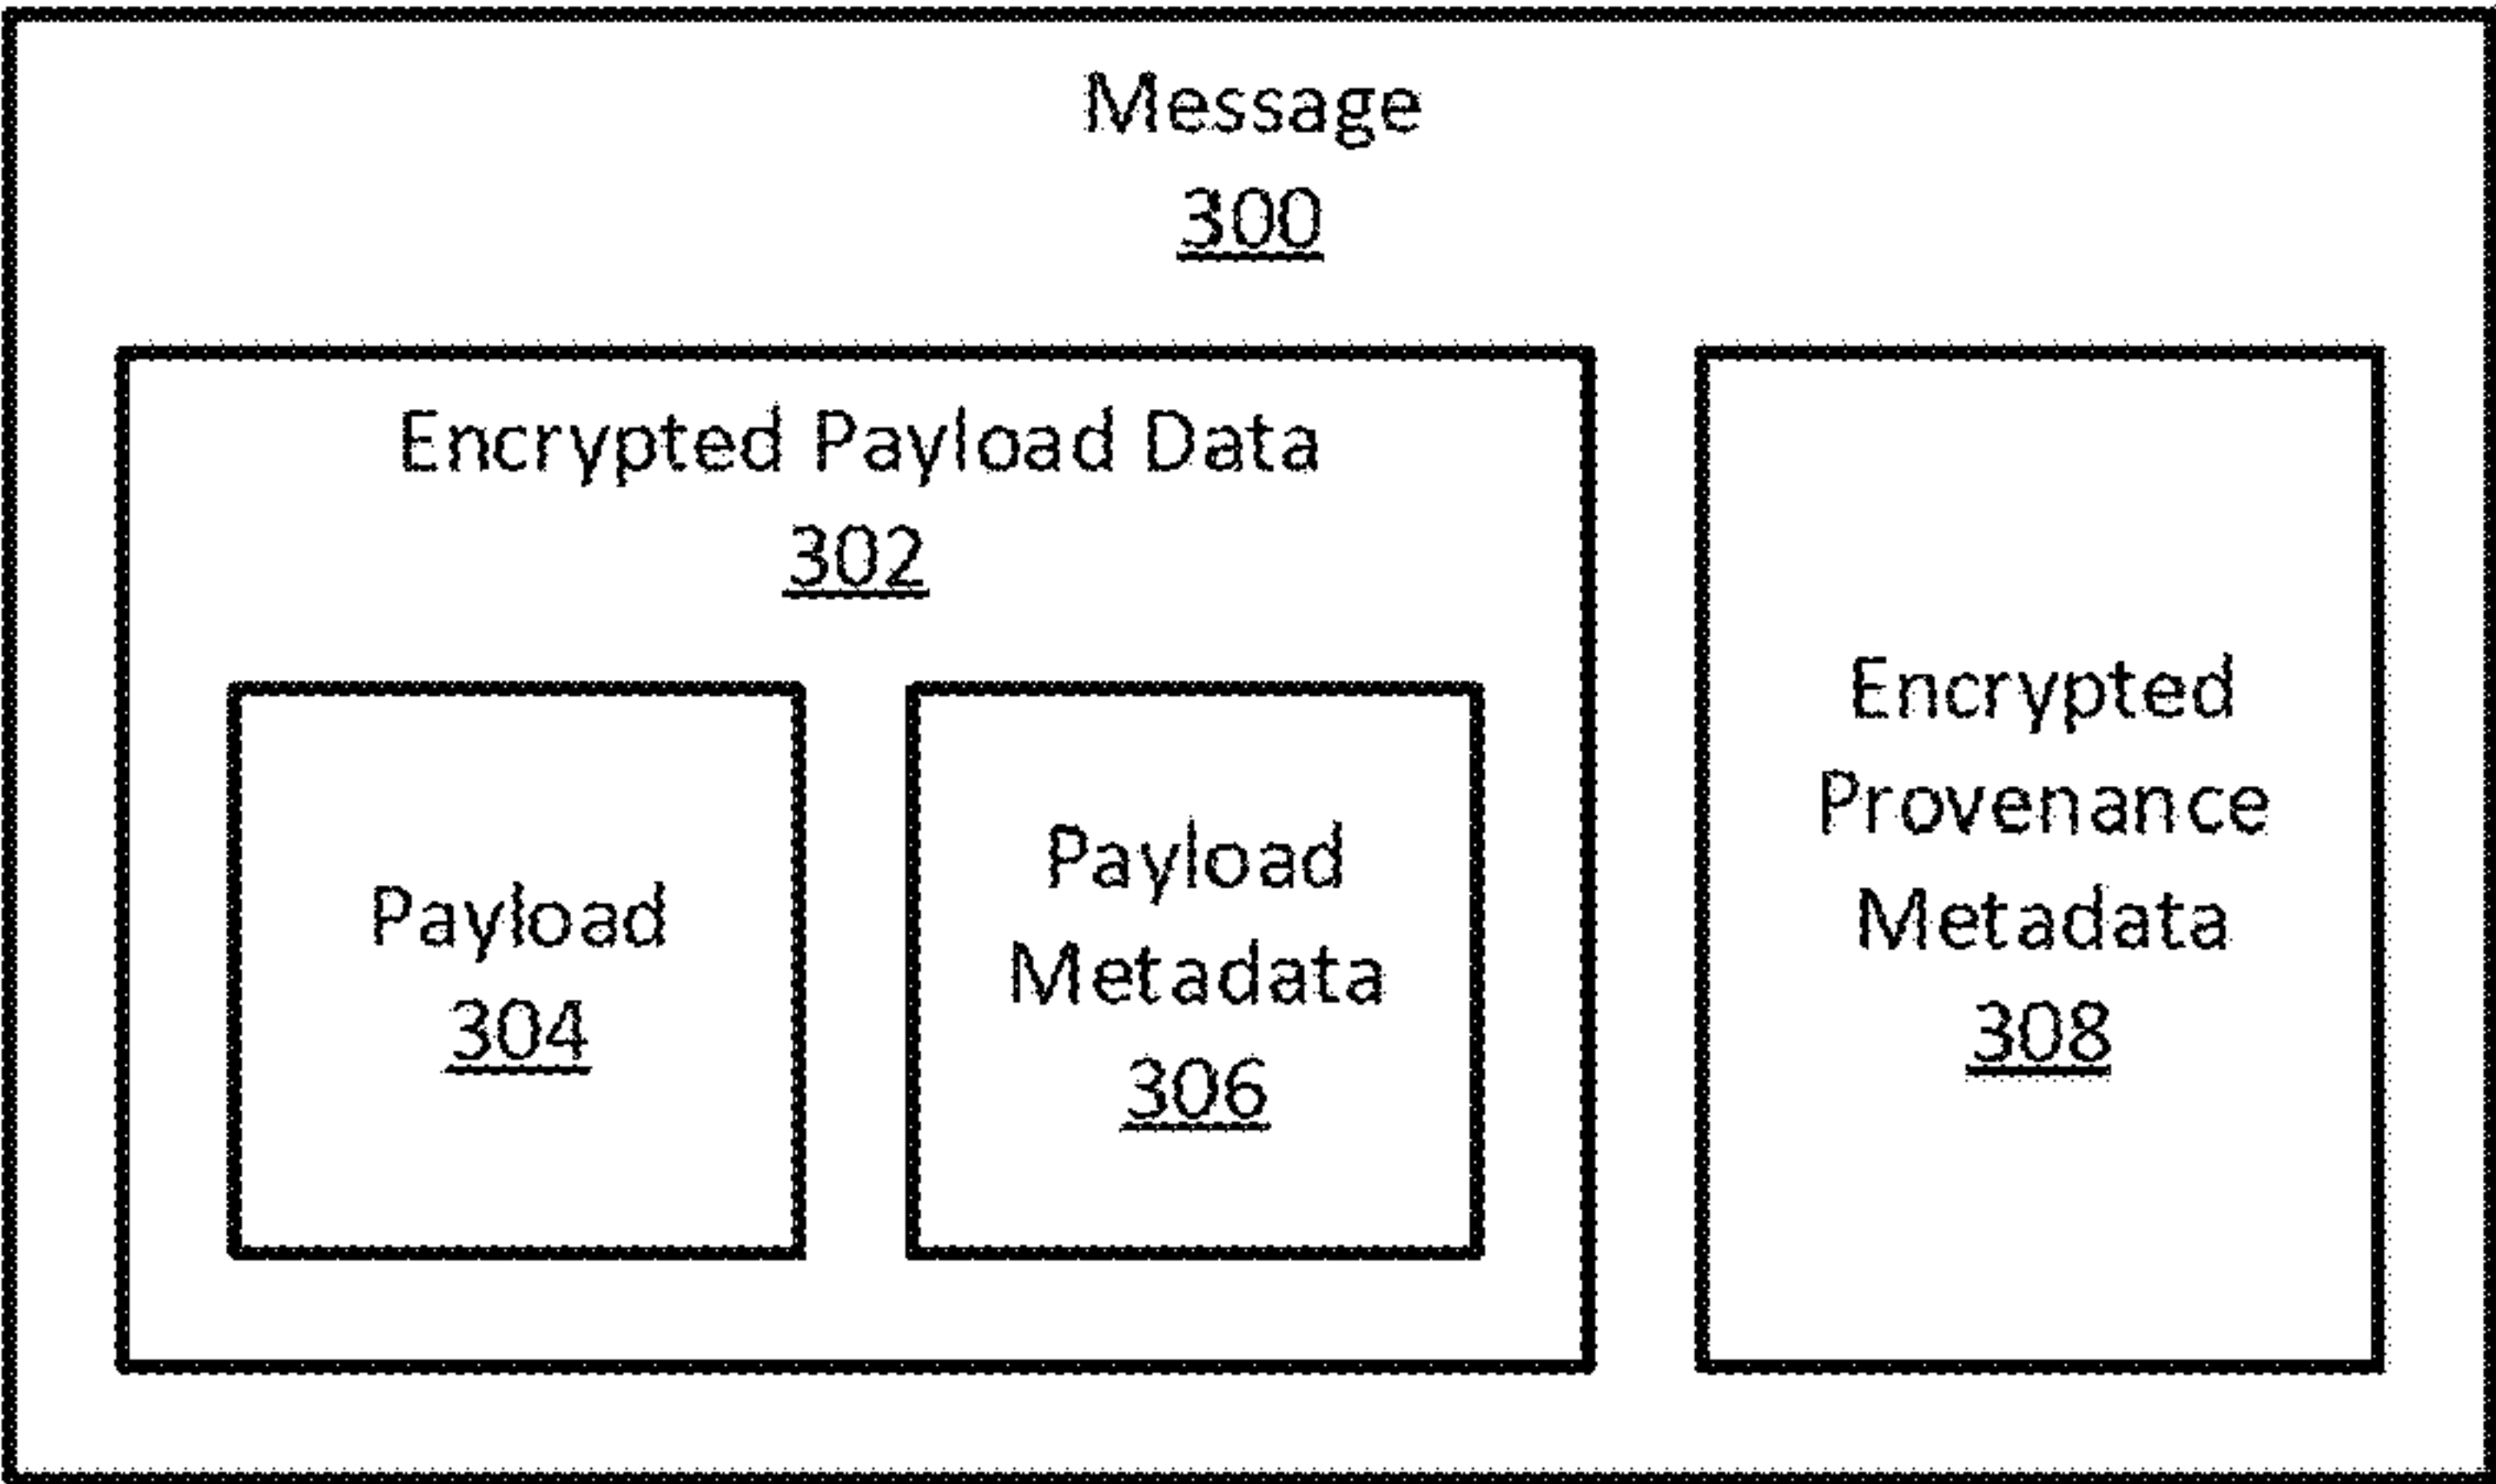 Message
300
Encrypted Payload Data
302
Payload
304
Payload
Metadata
306
Encrypted
Provenance
Metadata
308